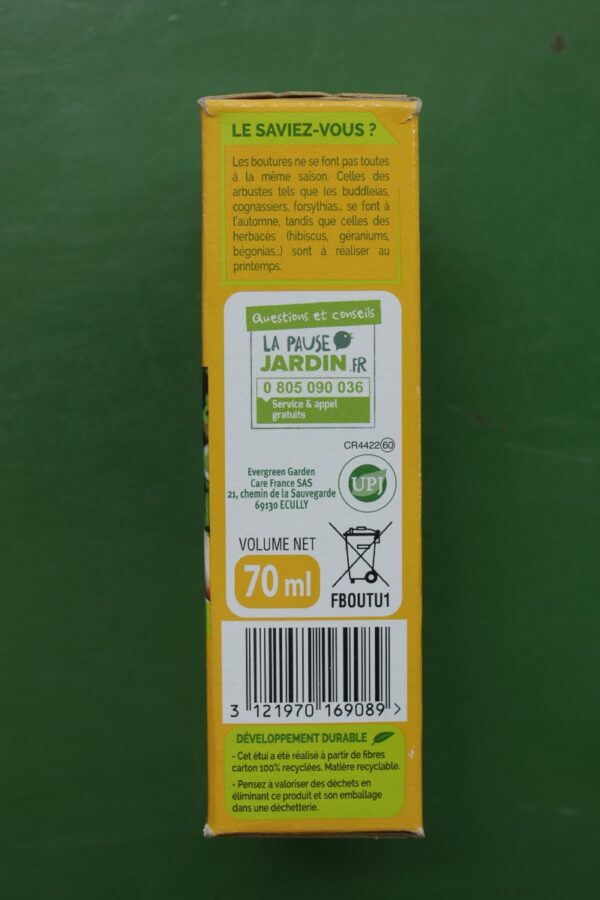 LE SAVIEZ-VOUS ?
Les boutures ne se font pas toutes
à la même saison. Celles des
arbustes tels que les buddleias,
cognassiers, forsythias... se font à
l'automne, tandis que celles des
herbacés (hibiscus, géraniums,
bégonias...) sont à réaliser au
printemps.
Questions et conseils
LA PAUSE
JARDIN.FR
0 805 090 036
Service & appel
gratuits
CR4422 60
Evergreen Garden
Care France SAS
21, chemin de la Sauvegarde
69130 ECULLY
UPJ
VOLUME NET
70 ml
FBOUTU1
3 121970 169089 >
DÉVELOPPEMENT DURABLE
- Cet étui a été réalisé à partir de fibres
carton 100% recyclées. Matière recyclable.
- Pensez à valoriser des déchets en
éliminant ce produit et son emballage
dans une déchetterie.